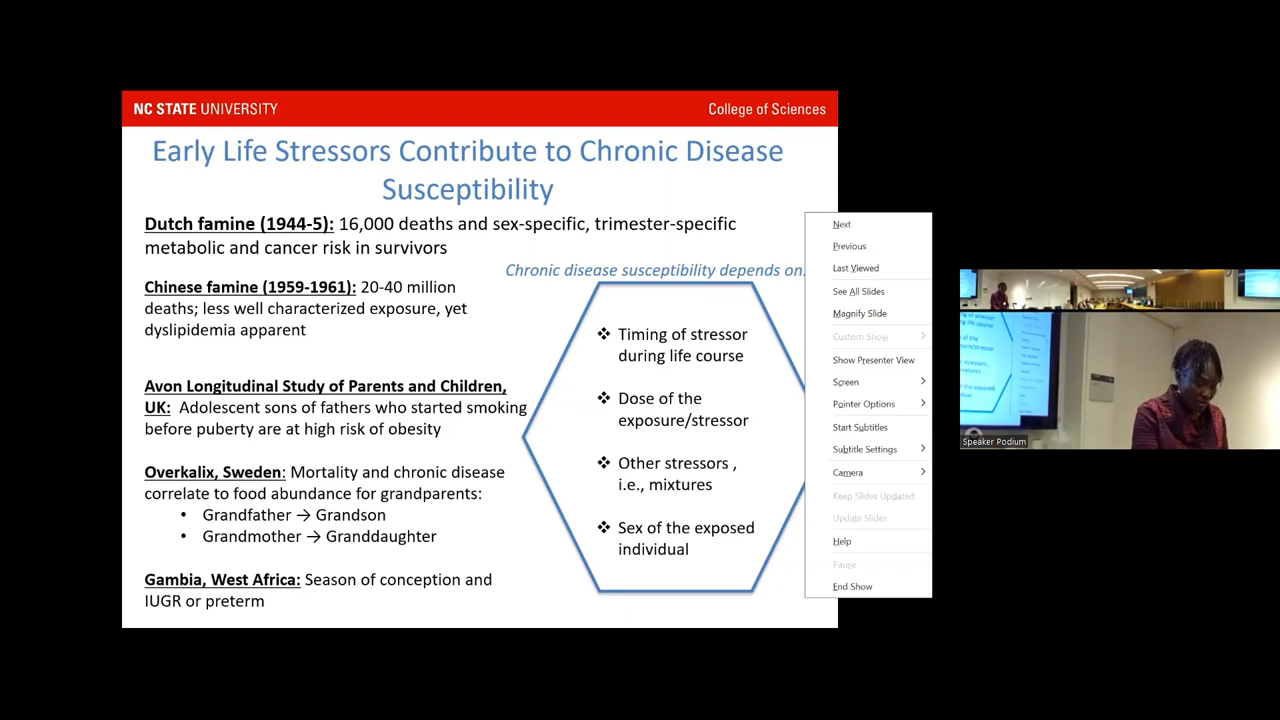 NC STATE UNIVERSITY
College of Sciences
Early Life Stressors Contribute to Chronic Disease
Susceptibility
Dutch famine (1944-5): 16,000 deaths and sex-specific, trimester-specific
metabolic and cancer risk in survivors
Chinese famine (1959-1961): 20-40 million
deaths; less well characterized exposure, yet
dyslipidemia apparent
Avon Longitudinal Study of Parents and Children,
UK: Adolescent sons of fathers who started smoking
before puberty are at high risk of obesity
Overkalix, Sweden: Mortality and chronic disease
correlate to food abundance for grandparents:
• Grandfather → Grandson
• Grandmother → Granddaughter
Gambia, West Africa: Season of conception and
IUGR or preterm
Chronic disease susceptibility depends on:
❖ Timing of stressor
during life course
❖ Dose of the
exposure/stressor
❖ Other stressors ,
i.e., mixtures
❖ Sex of the exposed
individual
Next
Previous
Last Viewed
See All Slides
Magnify Slide
Custom Show
Show Presenter View
Screen
Pointer Options
Start Subtitles
Subtitle Settings
Camera
Keep Slides Updated
Update Slides
Help
Pause
End Show
Speaker Podium